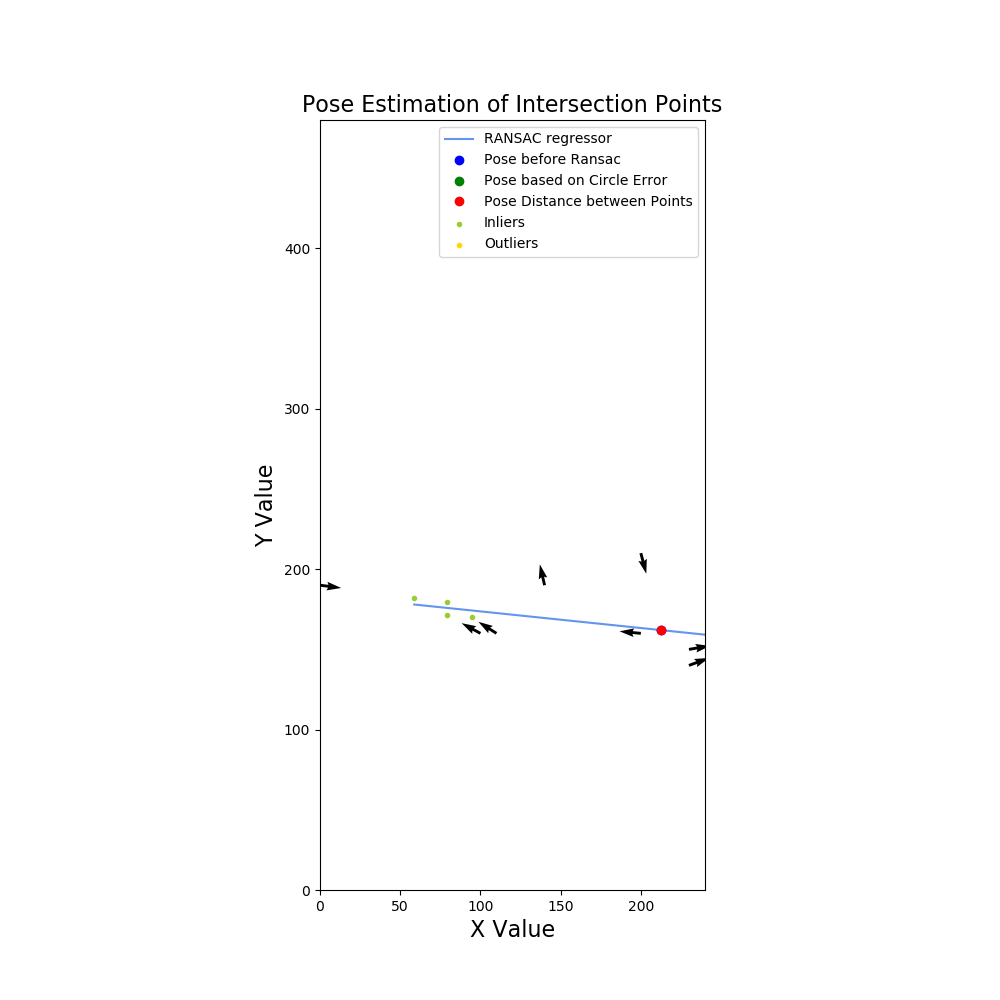 Pose Estimation of Intersection Points
RANSAC regressor
Pose before Ransac
Pose based on Circle Error
Pose Distance between Points
Inliers
Outliers
400
300
200
100
0
Y Value
0 50 100 150 200
X Value